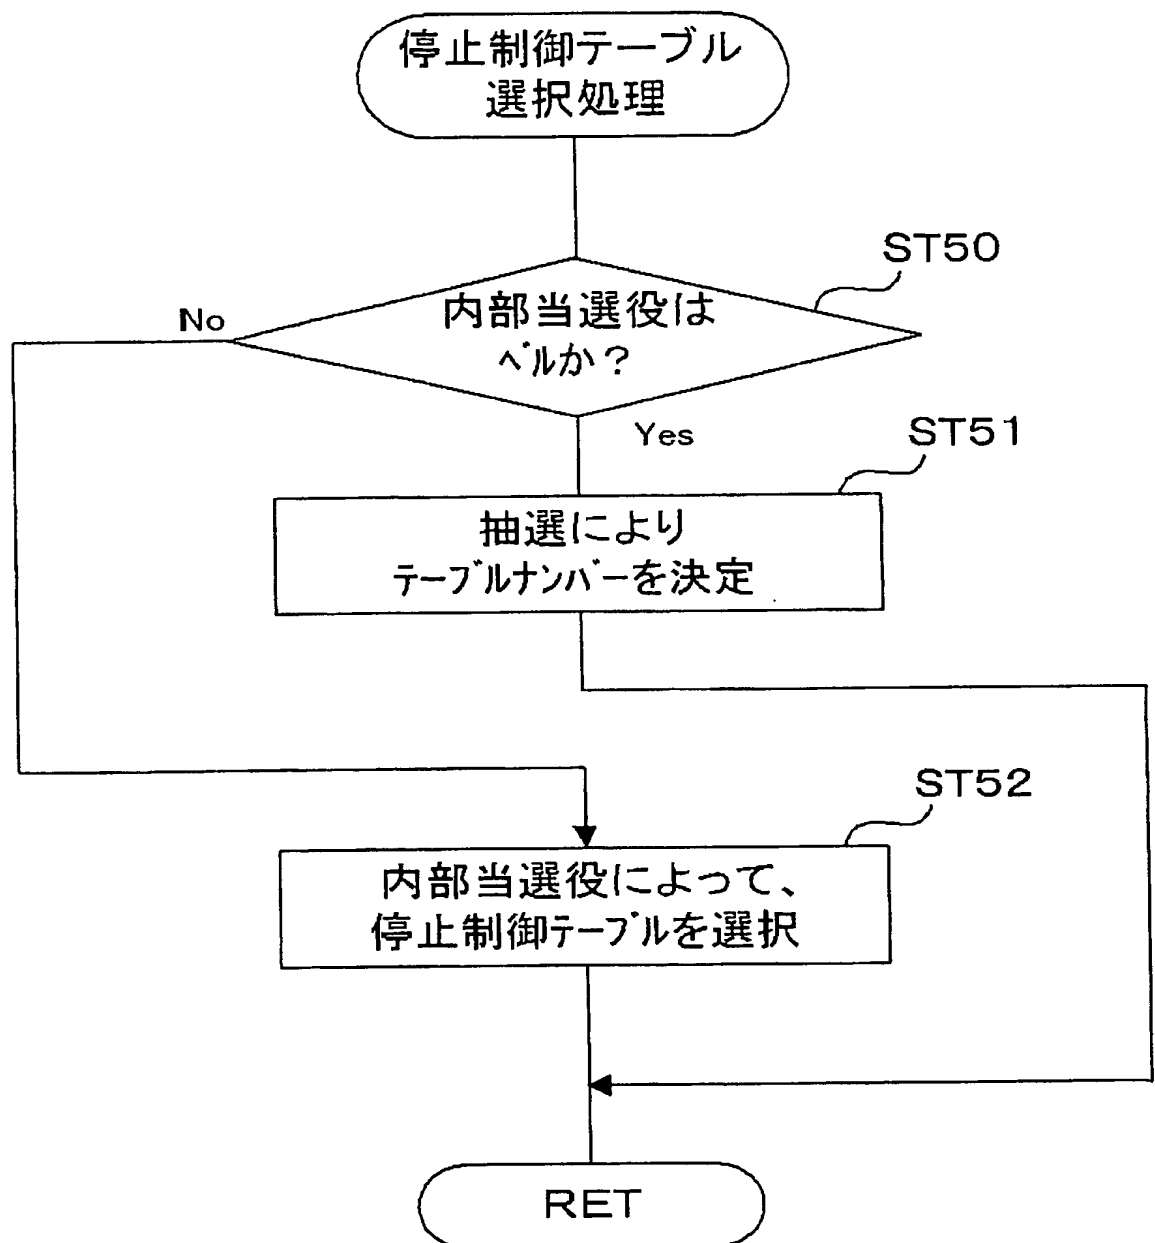 停止制御テーブル
選択処理
ST50
内部当選役は
ベルか？
No
Yes
ST51
抽選により
テーブルナンバーを決定
ST52
内部当選役によって、
停止制御テーブルを選択
RET